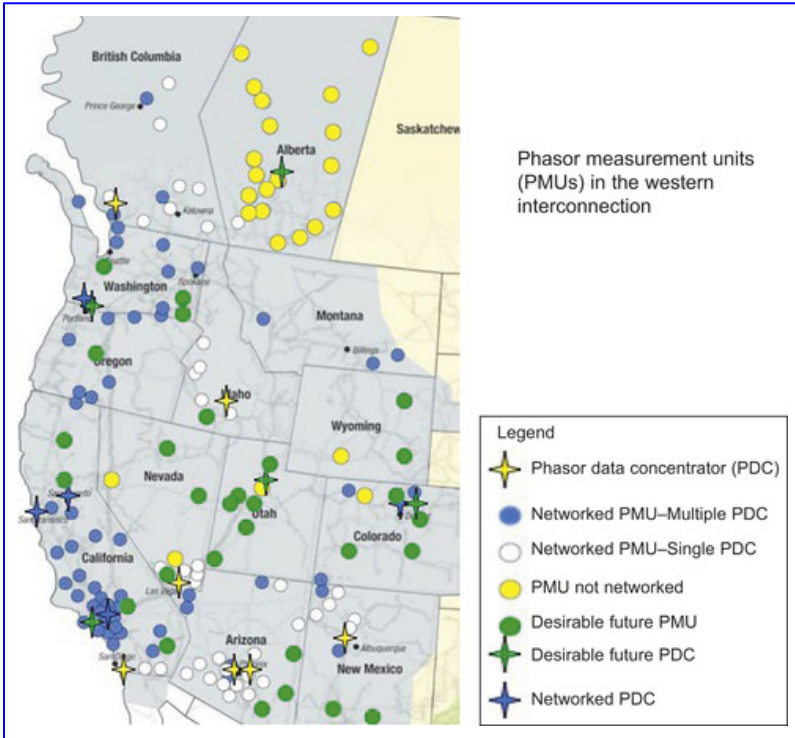 British Columbia
Prince George
Saskatchew
Alberta
Phasor measurement units
(PMUs) in the western
interconnection
Kelowna
Seattle
Washington
Spokane
Portland
Montana
Billings
Oregon
Idaho
Wyoming
Nevada
Utah
Colorado
San Francisco
California
Las Vegas
Arizona
Albuquerque
New Mexico
San Diego
Legend
Phasor data concentrator (PDC)
Networked PMU–Multiple PDC
Networked PMU–Single PDC
PMU not networked
Desirable future PMU
Desirable future PDC
Networked PDC